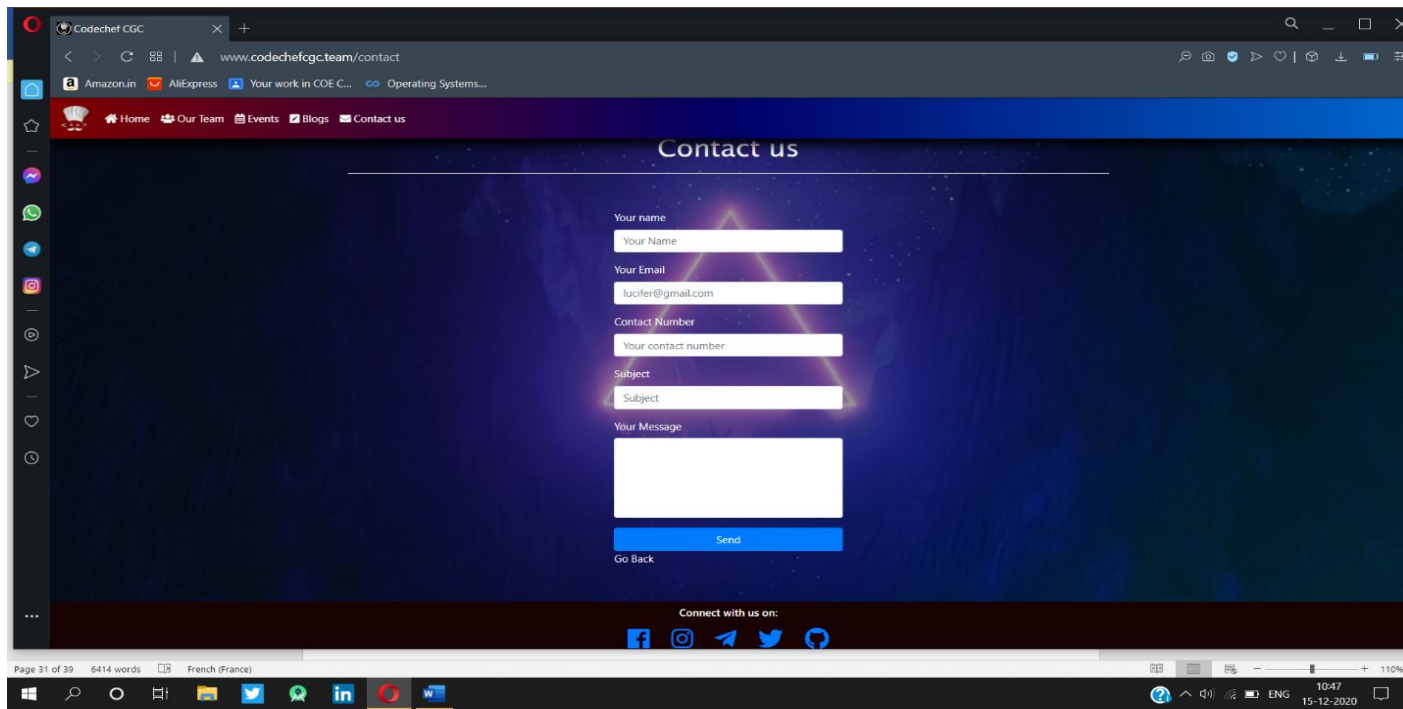 Codechef CGC
www.codechefcgc.team/contact
Amazon.in AliExpress Your work in COE C... Operating Systems...
Home Our Team Events Blogs Contact us
Contact us
Your name
Your Name
Your Email
lucifer@gmail.com
Contact Number
Your contact number
Subject
Subject
Your Message
Send
Go Back
Connect with us on:
Page 31 of 39 6414 words French (France) 110%
ENG 10:47
15-12-2020